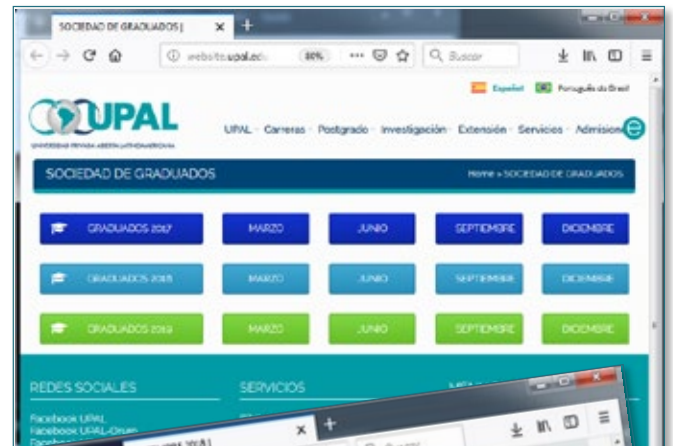 SOCIEDAD DE GRADUADOS |
website.upal.edu 80% Buscar
Español Português do Brasil
UPAL
UNIVERSIDAD PRIVADA ABIERTA LATINOAMERICANA
UPAL Carreras Postgrado Investigación Extensión Servicios Admision
SOCIEDAD DE GRADUADOS Home » SOCIEDAD DE GRADUADOS
GRADUADOS 2017 MARZO JUNIO SEPTIEMBRE DICIEMBRE
GRADUADOS 2018 MARZO JUNIO SEPTIEMBRE DICIEMBRE
GRADUADOS 2019 MARZO JUNIO SEPTIEMBRE DICIEMBRE
REDES SOCIALES SERVICIOS
Facebook UPAL
Facebook UPAL-Oruro